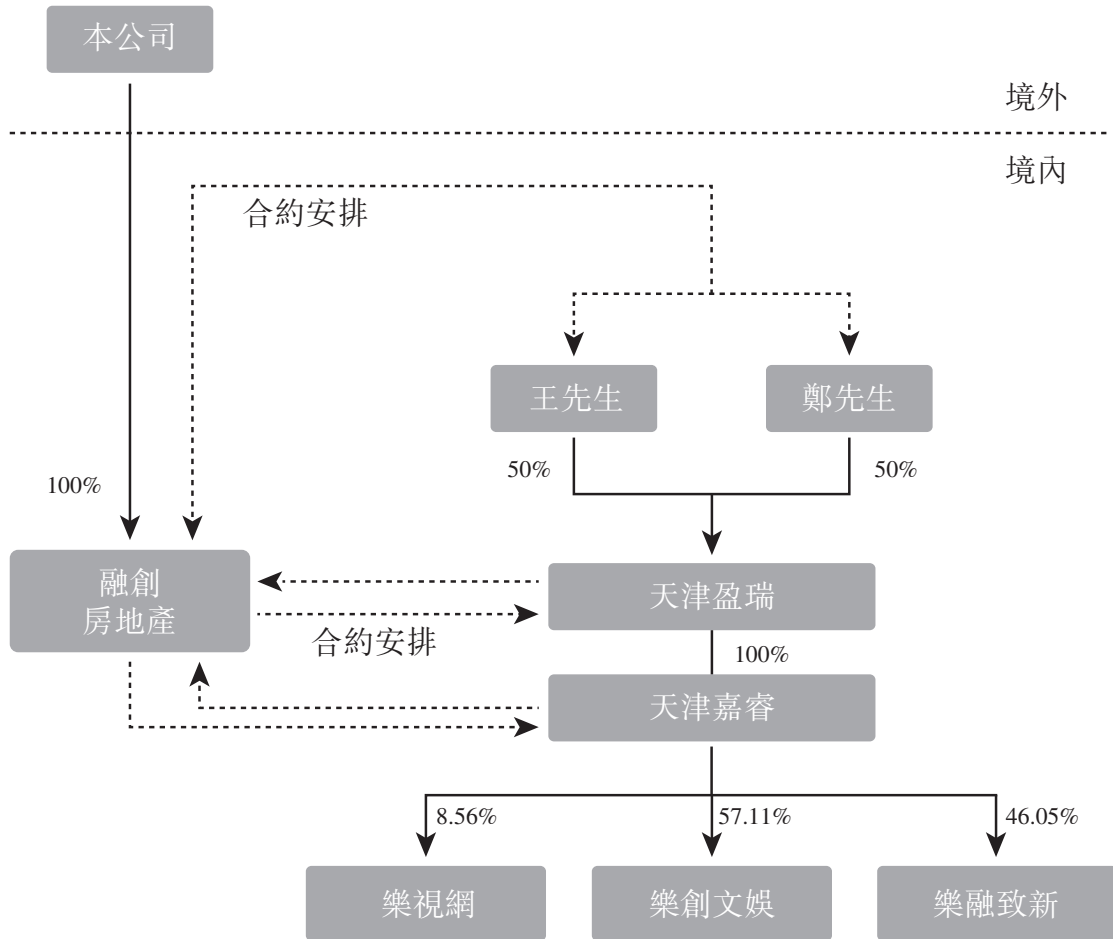 本公司
境外
境內
合約安排
王先生
鄭先生
50%
50%
100%
融創
房地產
天津盈瑞
合約安排
100%
天津嘉睿
8.56%
57.11%
46.05%
樂視網
樂創文娛
樂融致新